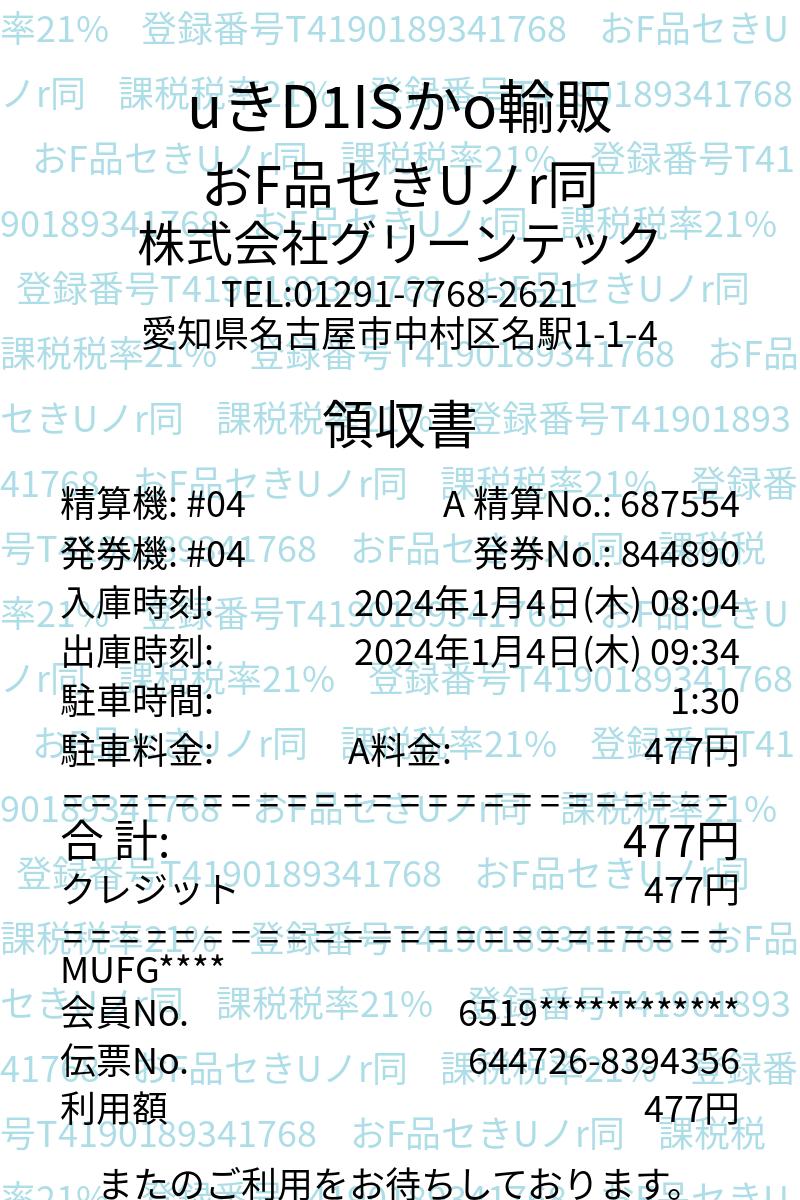 uきD1ISかo輸販
おF品セきUノr同
株式会社グリーンテック
TEL:01291-7768-2621
愛知県名古屋市中村区名駅1-1-4
領収書
精算機: #04 A 精算No.: 687554
発券機: #04 発券No.: 844890
入庫時刻: 2024年1月4日(木) 08:04
出庫時刻: 2024年1月4日(木) 09:34
駐車時間: 1:30
駐車料金: A料金: 477円
========================
合 計: 477円
クレジット 477円
========================
MUFG****
会員No. 6519************
伝票No. 644726-8394356
利用額 477円
またのご利用をお待ちしております。
率21% 登録番号T4190189341768 おF品セきU
ノr同 課税税率21% 登録番号T4190189341768
おF品セきUノr同 課税税率21% 登録番号T41
90189341768 おF品セきUノr同 課税税率21%
登録番号T4190189341768 おF品セきUノr同
課税税率21% 登録番号T4190189341768 おF品
セきUノr同 課税税率21% 登録番号T41901893
41768 おF品セきUノr同 課税税率21% 登録番
号T4190189341768 おF品セきUノr同 課税税
率21% 登録番号T4190189341768 おF品セきU
ノr同 課税税率21% 登録番号T4190189341768
おF品セきUノr同 課税税率21% 登録番号T41
90189341768 おF品セきUノr同 課税税率21%
登録番号T4190189341768 おF品セきUノr同
課税税率21% 登録番号T4190189341768 おF品
セきUノr同 課税税率21% 登録番号T41901893
41768 おF品セきUノr同 課税税率21% 登録番
号T4190189341768 おF品セきUノr同 課税税
率21% 登録番号T4190189341768 おF品セきU